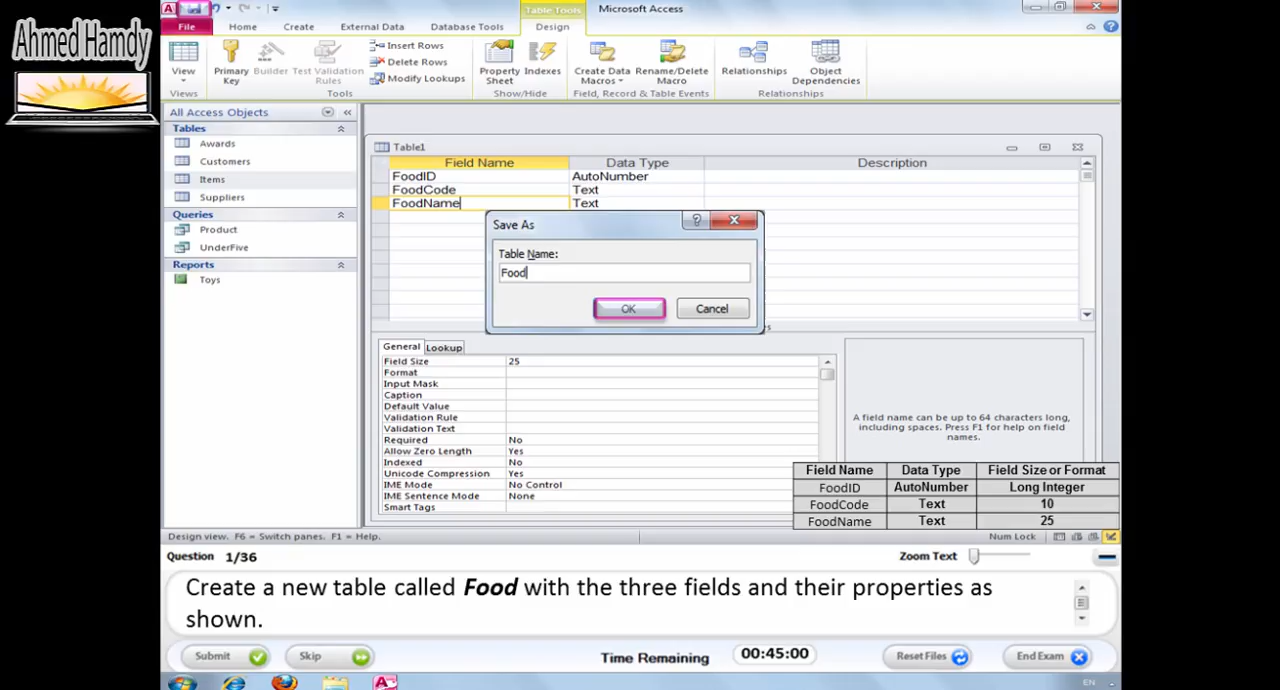 Ahmed Hamdy
Table Tools
Microsoft Access
File
Home
Create
External Data
Database Tools
Design
View
Views
Primary Key
Builder
Test Validation Rules
Insert Rows
Delete Rows
Modify Lookups
Tools
Property Sheet
Indexes
Show/Hide
Create Data Macros
Rename/Delete Macro
Field, Record & Table Events
Relationships
Object Dependencies
Relationships
All Access Objects
Tables
Awards
Customers
Items
Suppliers
Queries
Product
UnderFive
Reports
Toys
Table1
Field Name Data Type Description
FoodID AutoNumber
FoodCode Text
FoodName Text
Save As
Table Name:
Food
OK Cancel
General Lookup
Field Size 25
Format
Input Mask
Caption
Default Value
Validation Rule
Validation Text
Required No
Allow Zero Length Yes
Indexed No
Unicode Compression Yes
IME Mode No Control
IME Sentence Mode None
Smart Tags
A field name can be up to 64 characters long,
including spaces. Press F1 for help on field
names.
Field Name Data Type Field Size or Format
FoodID AutoNumber Long Integer
FoodCode Text 10
FoodName Text 25
Design view. F6 = Switch panes. F1 = Help.
Num Lock
Question 1/36
Zoom Text
Create a new table called Food with the three fields and their properties as
shown.
Submit
Skip
Time Remaining 00:45:00
Reset Files
End Exam
EN